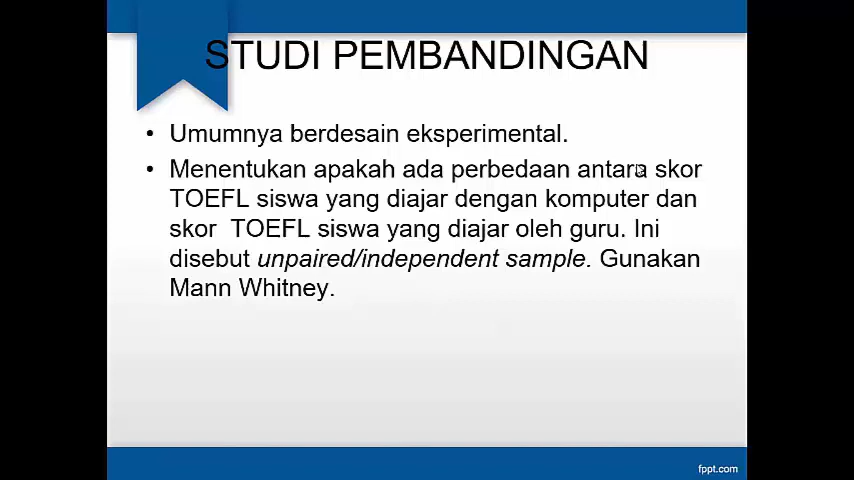 STUDI PEMBANDINGAN
• Umumnya berdesain eksperimental.
• Menentukan apakah ada perbedaan antara skor
TOEFL siswa yang diajar dengan komputer dan
skor TOEFL siswa yang diajar oleh guru. Ini
disebut unpaired/independent sample. Gunakan
Mann Whitney.
fppt.com